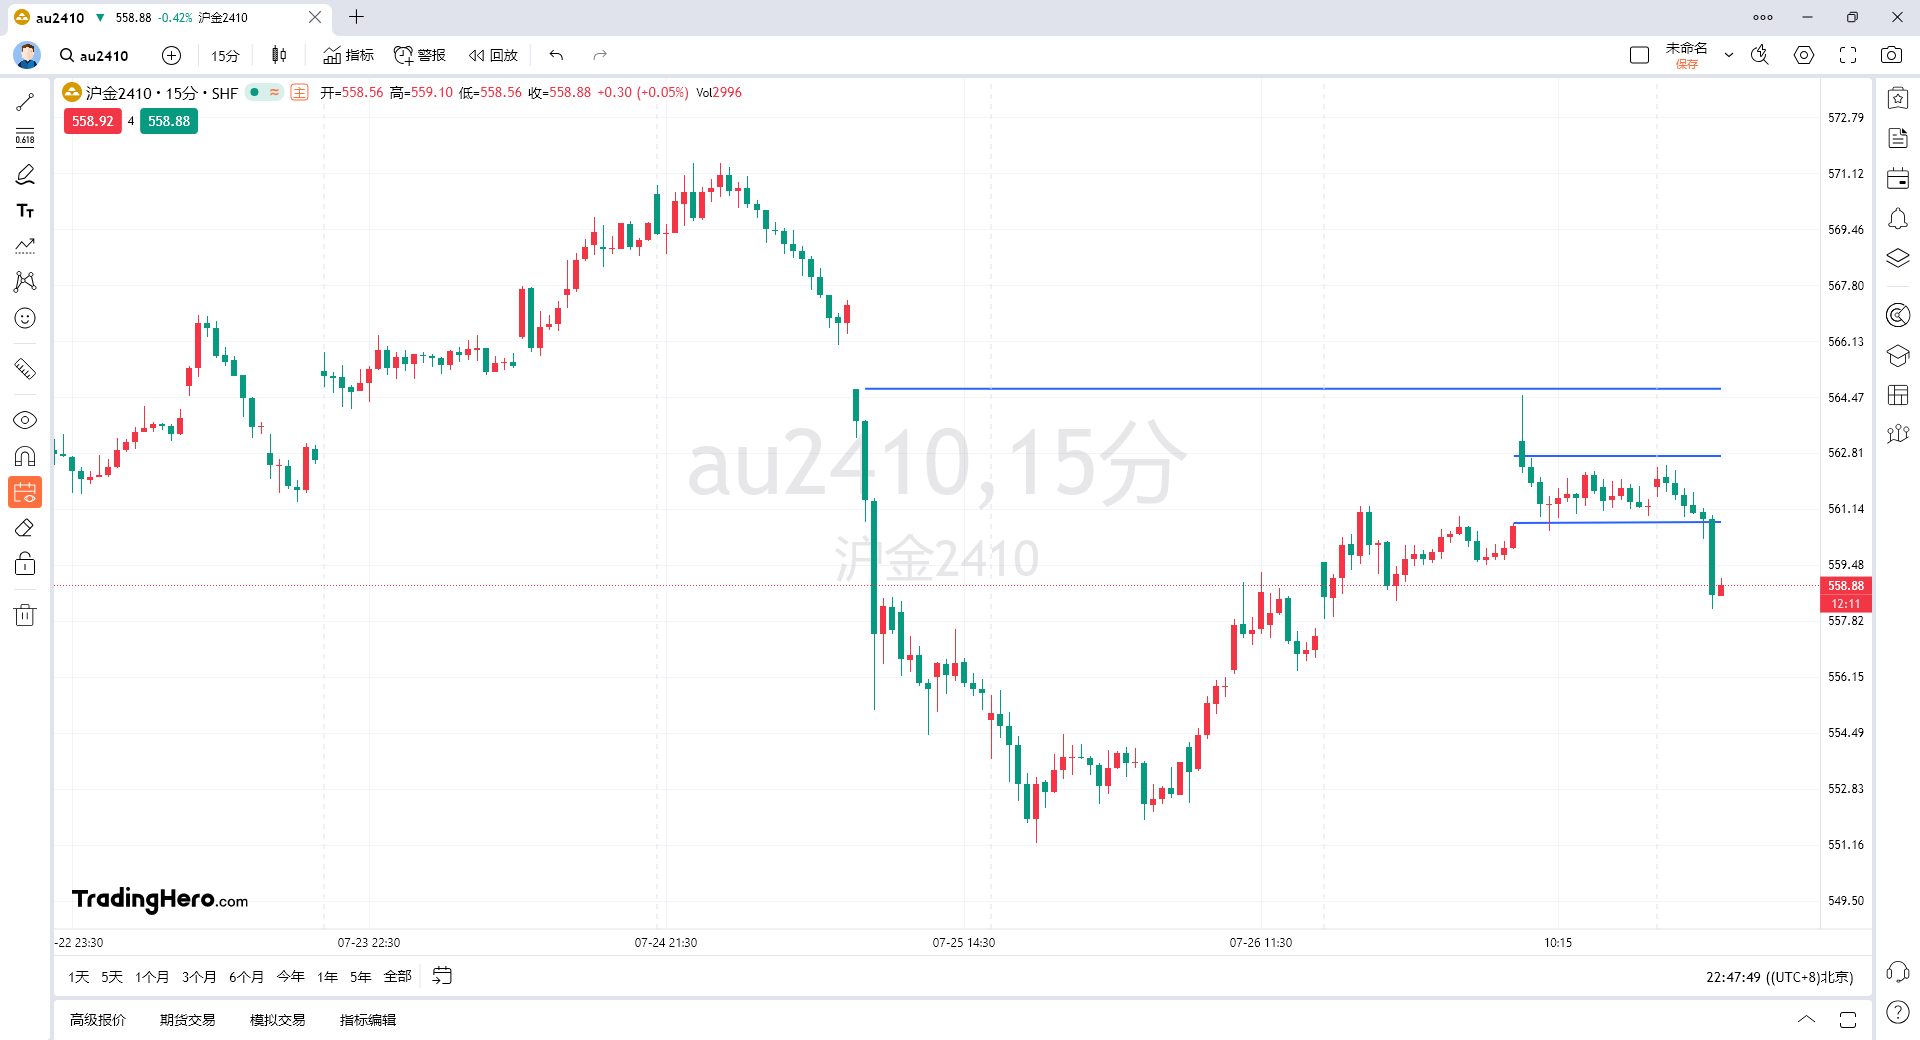 au2410 ▼ 558.88 -0.42% 沪金2410
au2410 15分 指标 警报 回放 未命名
保存
沪金2410 · 15分 · SHF 主 开=558.56 高=559.10 低=558.56 收=558.88 +0.30 (+0.05%) Vol2996
558.92 4 558.88
0.618
TT
572.79
571.12
569.46
567.80
566.13
564.47
562.81
561.14
559.48
558.88
12:11
557.82
556.15
554.49
552.83
551.16
549.50
au2410,15分
沪金2410
TradingHero.com
-22 23:30 07-23 22:30 07-24 21:30 07-25 14:30 07-26 11:30 10:15
1天 5天 1个月 3个月 6个月 今年 1年 5年 全部 22:47:49 ((UTC+8)北京)
高级报价 期货交易 模拟交易 指标编辑